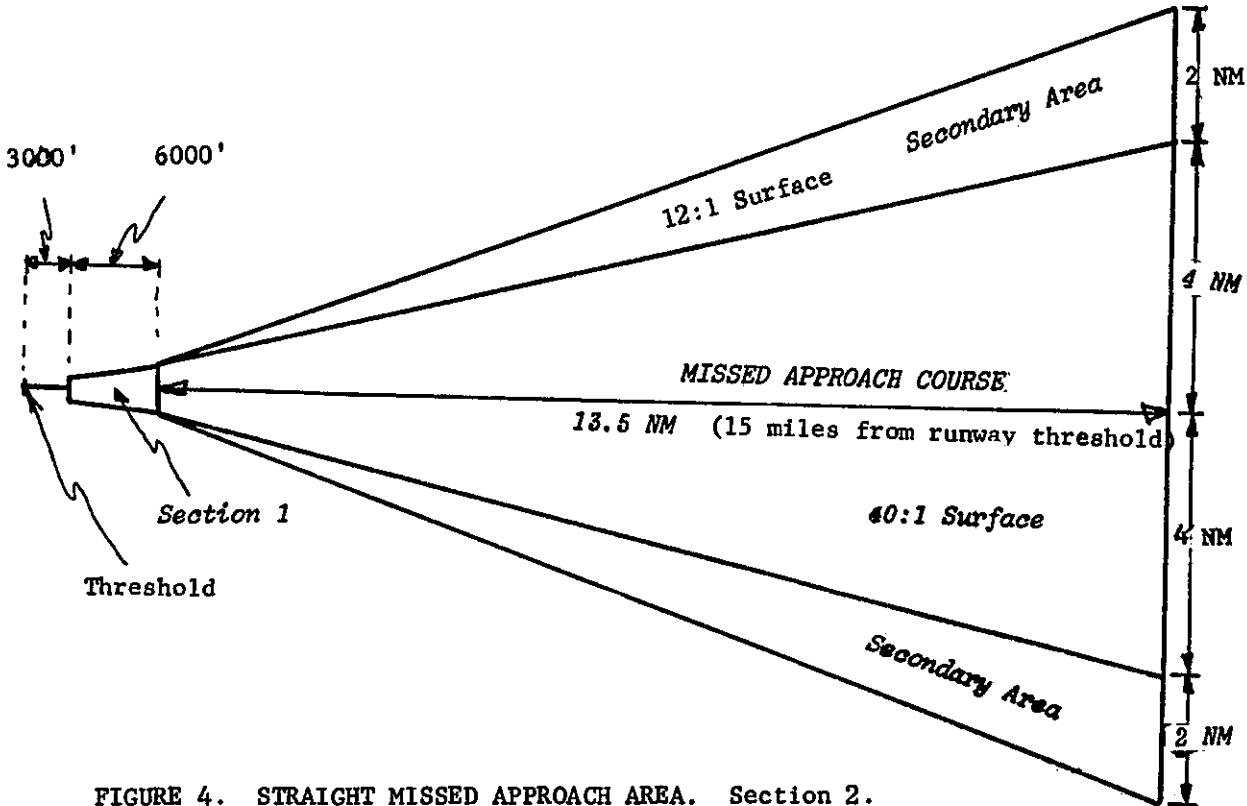 2 NM
Secondary Area
3000' 6000'
12:1 Surface
4 NM
MISSED APPROACH COURSE
13.5 NM (15 miles from runway threshold)
Section 1
40:1 Surface
4 NM
Threshold
Secondary Area
2 NM
FIGURE 4. STRAIGHT MISSED APPROACH AREA. Section 2.